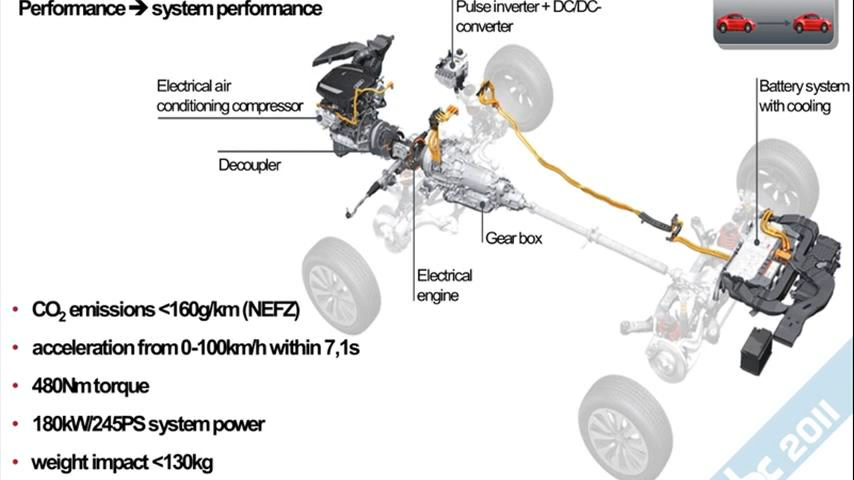 Performance ➔ system performance
Pulse inverter + DC/DC-
converter
Electrical air
conditioning compressor
Battery system
with cooling
Decoupler
Gear box
Electrical
engine
• CO2 emissions <160g/km (NEFZ)
• acceleration from 0-100km/h within 7,1s
• 480Nm torque
• 180kW/245PS system power
• weight impact <130kg
2011